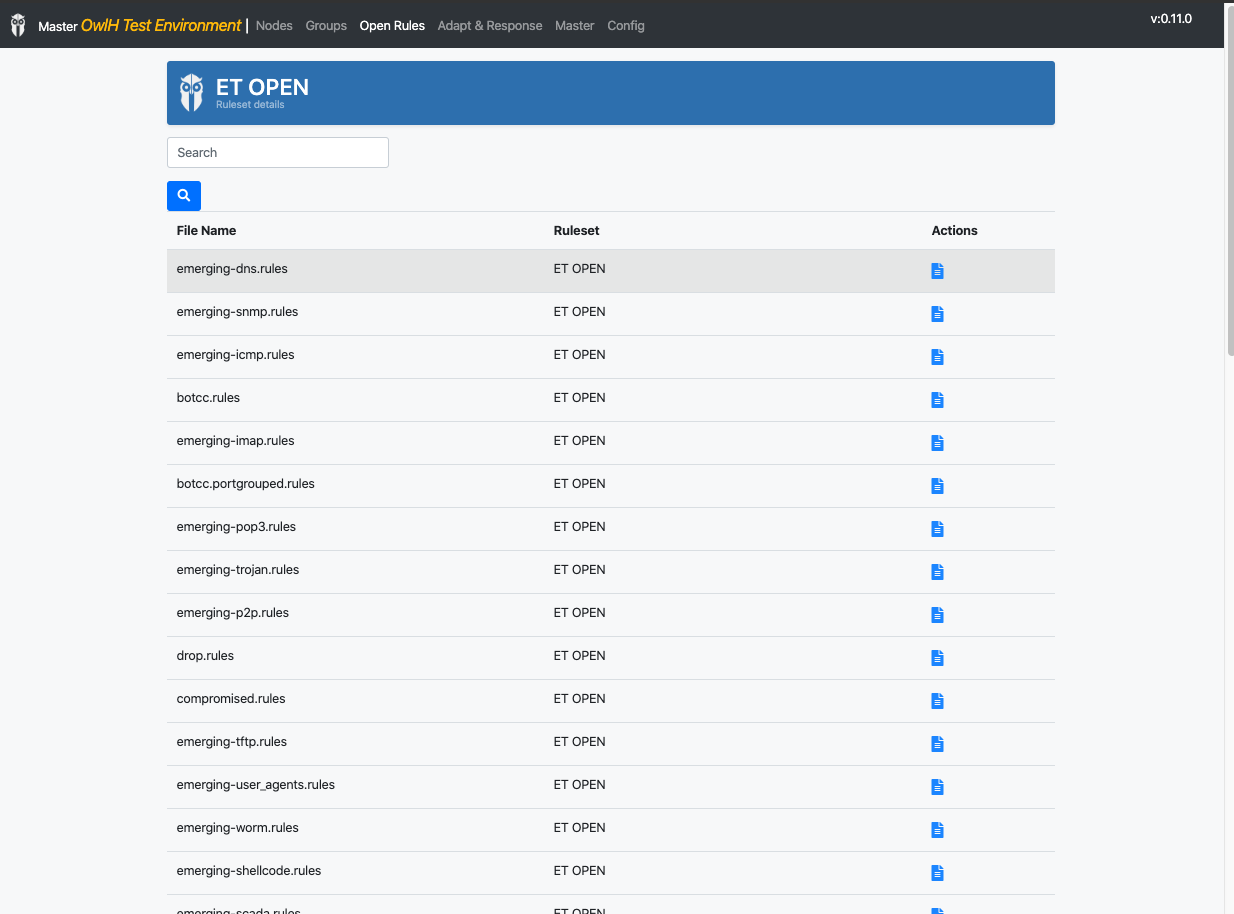 Master OwlH Test Environment | Nodes Groups Open Rules Adapt & Response Master Config v:0.11.0
ET OPEN
Ruleset details
Search
File Name Ruleset Actions
emerging-dns.rules ET OPEN
emerging-snmp.rules ET OPEN
emerging-icmp.rules ET OPEN
botcc.rules ET OPEN
emerging-imap.rules ET OPEN
botcc.portgrouped.rules ET OPEN
emerging-pop3.rules ET OPEN
emerging-trojan.rules ET OPEN
emerging-p2p.rules ET OPEN
drop.rules ET OPEN
compromised.rules ET OPEN
emerging-tftp.rules ET OPEN
emerging-user_agents.rules ET OPEN
emerging-worm.rules ET OPEN
emerging-shellcode.rules ET OPEN
emerging-scada.rules ET OPEN